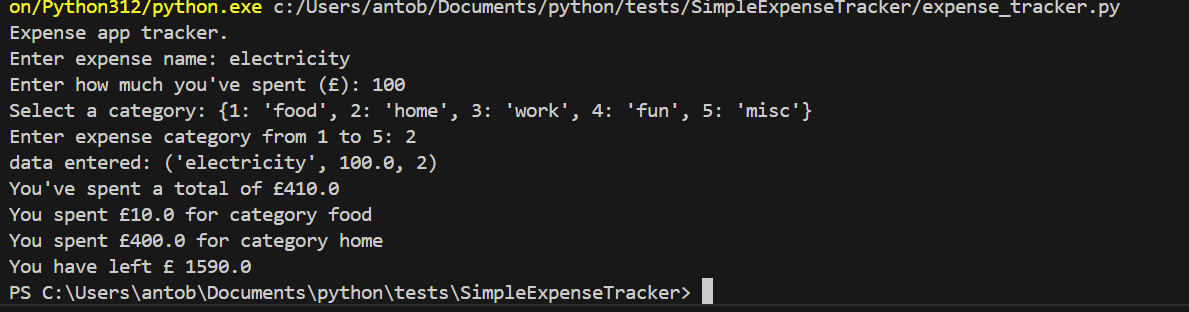 on/Python312/python.exe c:/Users/antob/Documents/python/tests/SimpleExpenseTracker/expense_tracker.py
Expense app tracker.
Enter expense name: electricity
Enter how much you've spent (£): 100
Select a category: {1: 'food', 2: 'home', 3: 'work', 4: 'fun', 5: 'misc'}
Enter expense category from 1 to 5: 2
data entered: ('electricity', 100.0, 2)
You've spent a total of £410.0
You spent £10.0 for category food
You spent £400.0 for category home
You have left £ 1590.0
PS C:\Users\antob\Documents\python\tests\SimpleExpenseTracker>